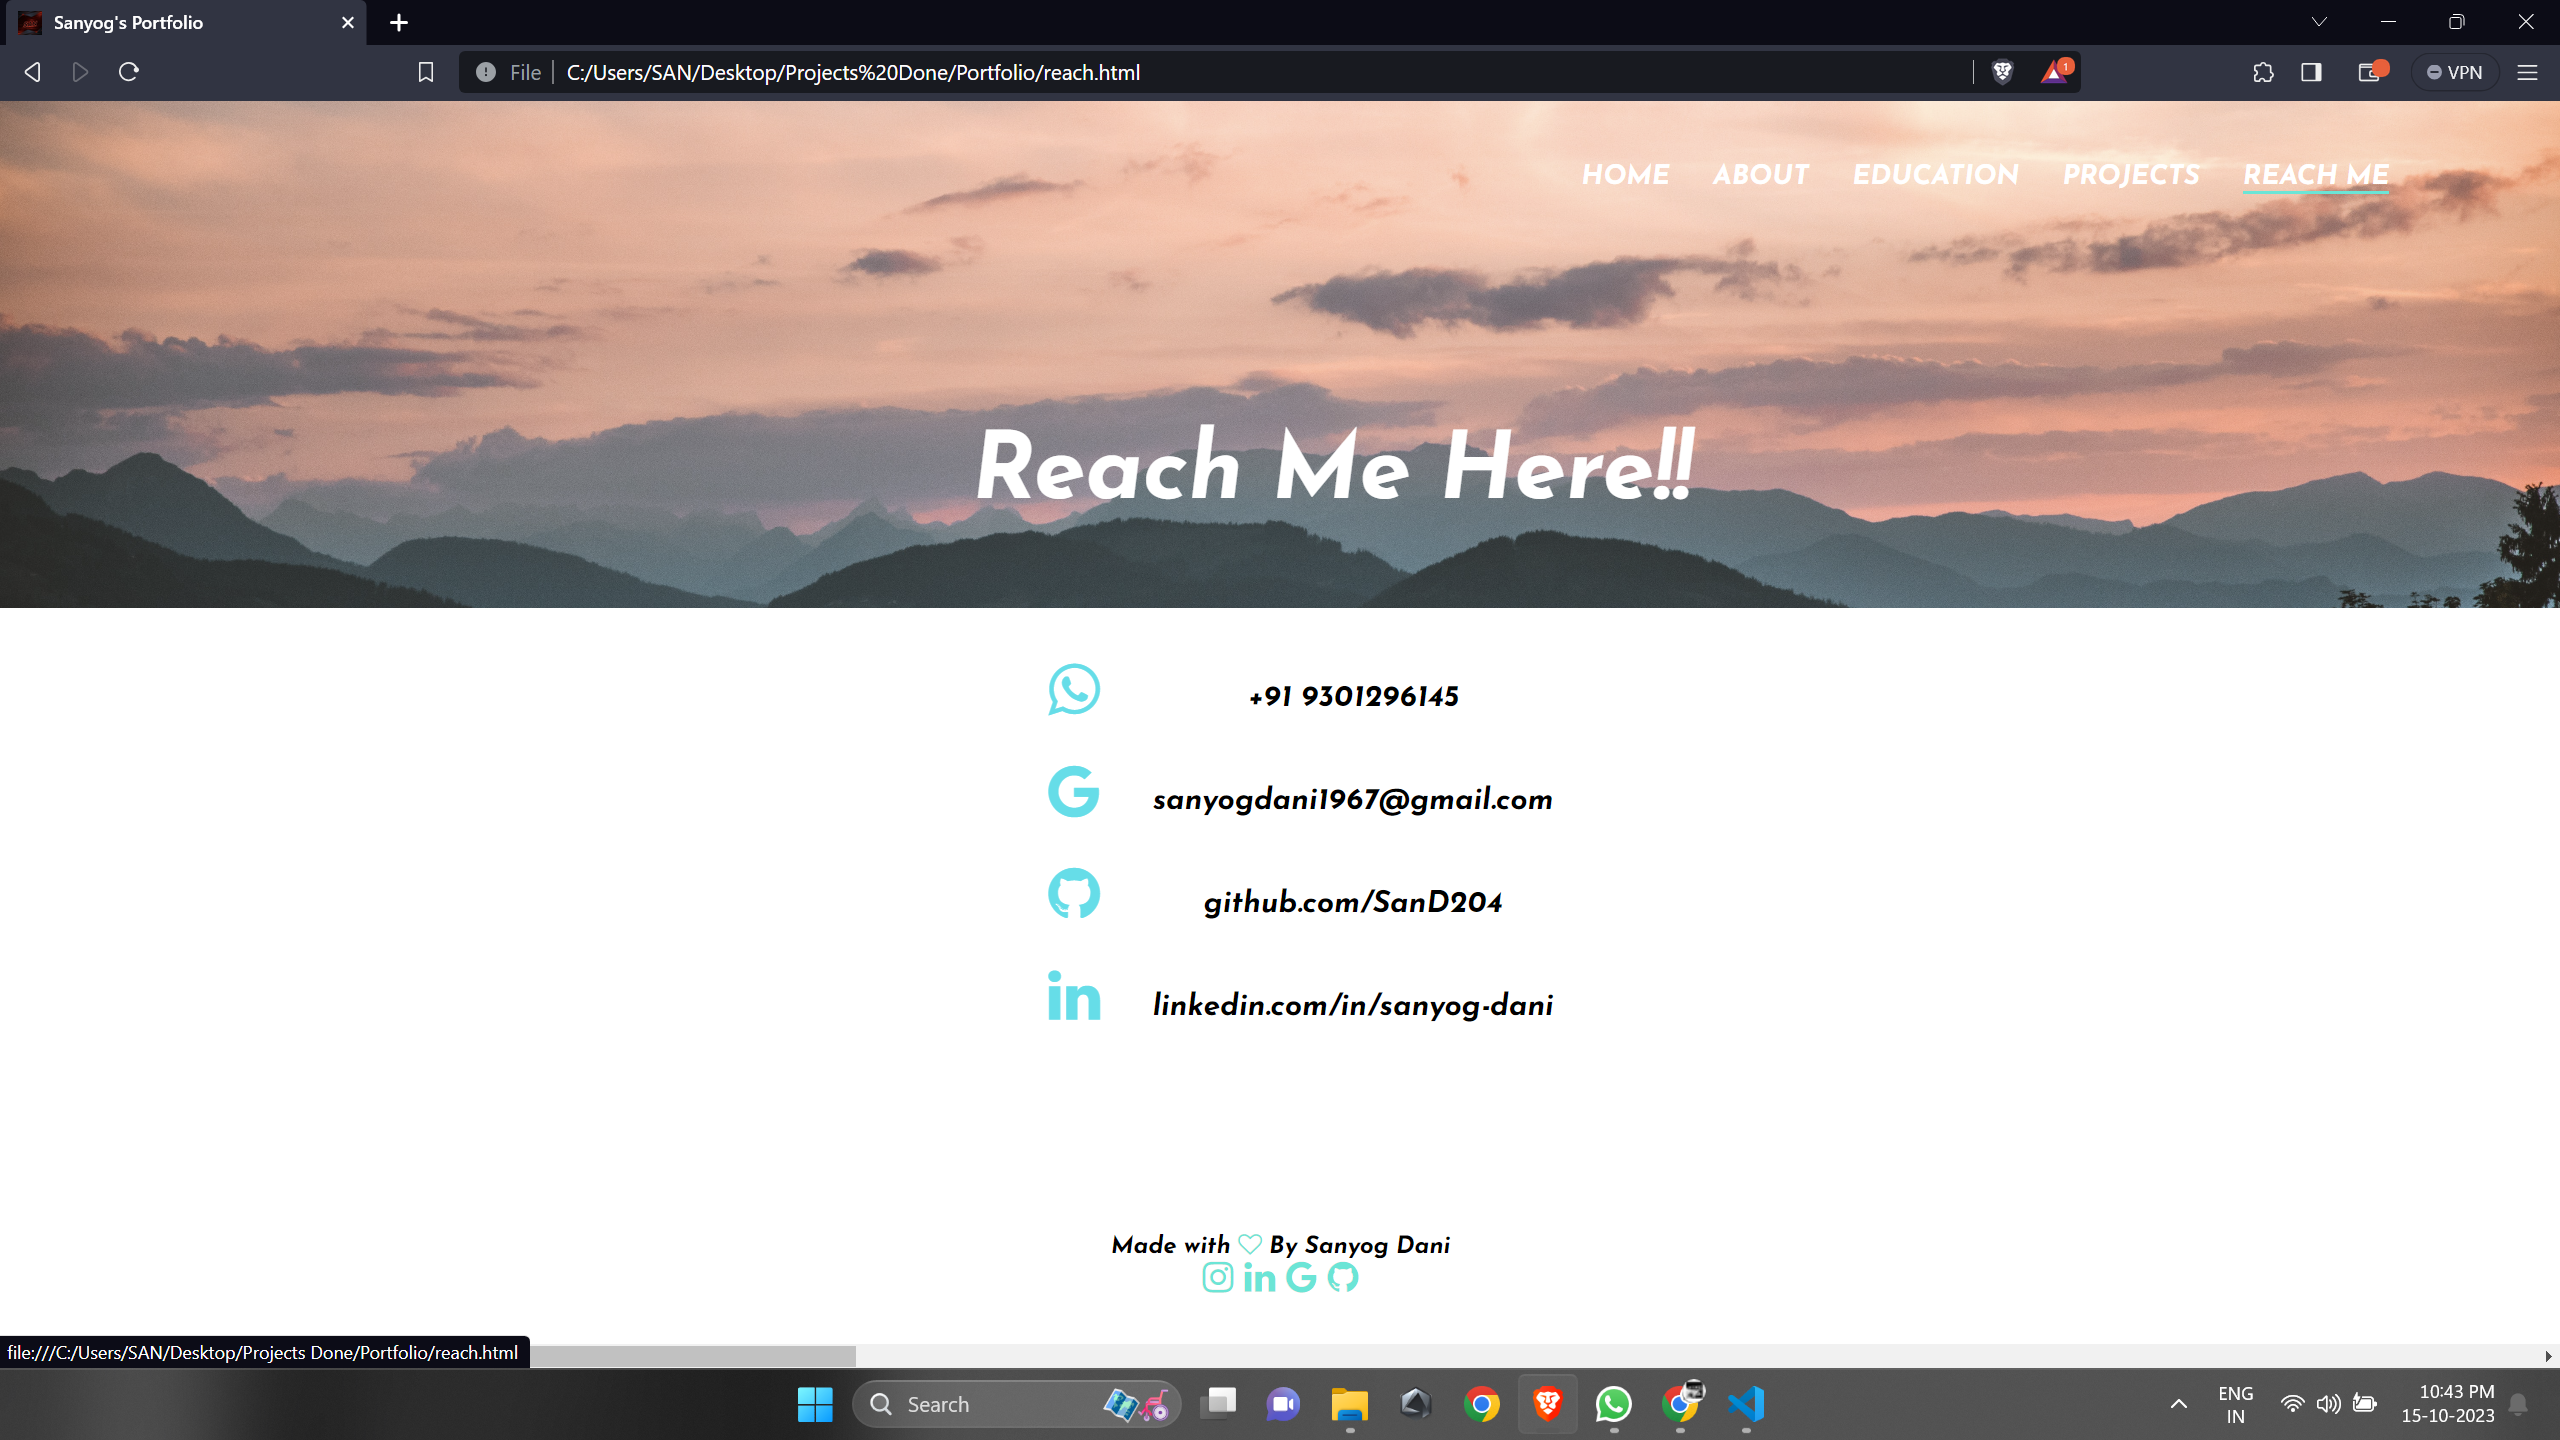 Sanyog's Portfolio
File
C:/Users/SAN/Desktop/Projects%20Done/Portfolio/reach.html
1
VPN
HOME ABOUT EDUCATION PROJECTS REACH ME
Reach Me Here!!
+91 9301296145
sanyogdani1967@gmail.com
github.com/SanD204
linkedin.com/in/sanyog-dani
Made with By Sanyog Dani
file:///C:/Users/SAN/Desktop/Projects Done/Portfolio/reach.html
Search
ENG
IN
10:43 PM
15-10-2023